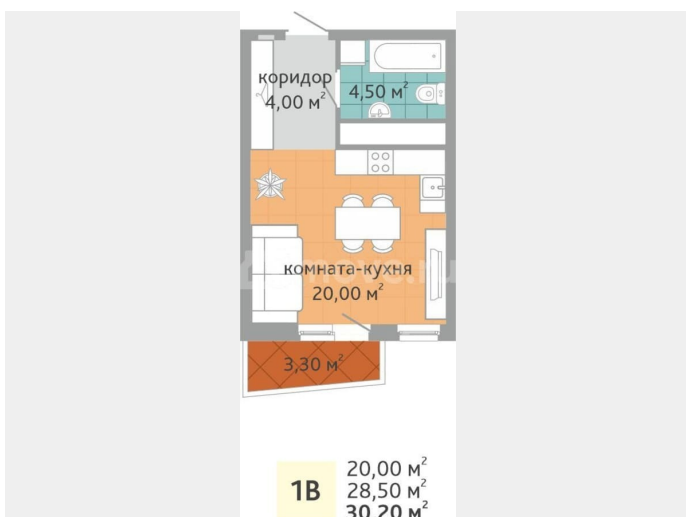 коридор
4,00 м²
4,50 м²
комната-кухня
20,00 м²
3,30 м²
1В
20,00 м²
28,50 м²
30,20 м²